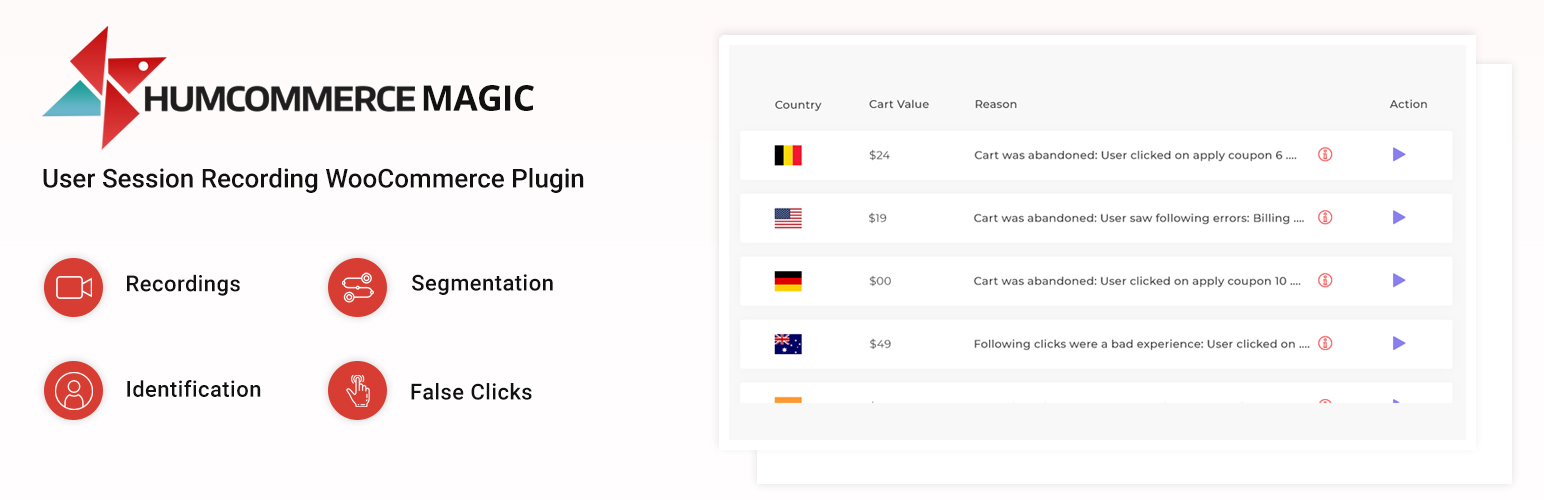 HUMCOMMERCE MAGIC
User Session Recording WooCommerce Plugin
Recordings
Segmentation
Identification
False Clicks
Country Cart Value Reason Action
$24 Cart was abandoned: User clicked on apply coupon 6 ....
$19 Cart was abandoned: User saw following errors: Billing ....
$00 Cart was abandoned: User clicked on apply coupon 10 ....
$49 Following clicks were a bad experience: User clicked on ....